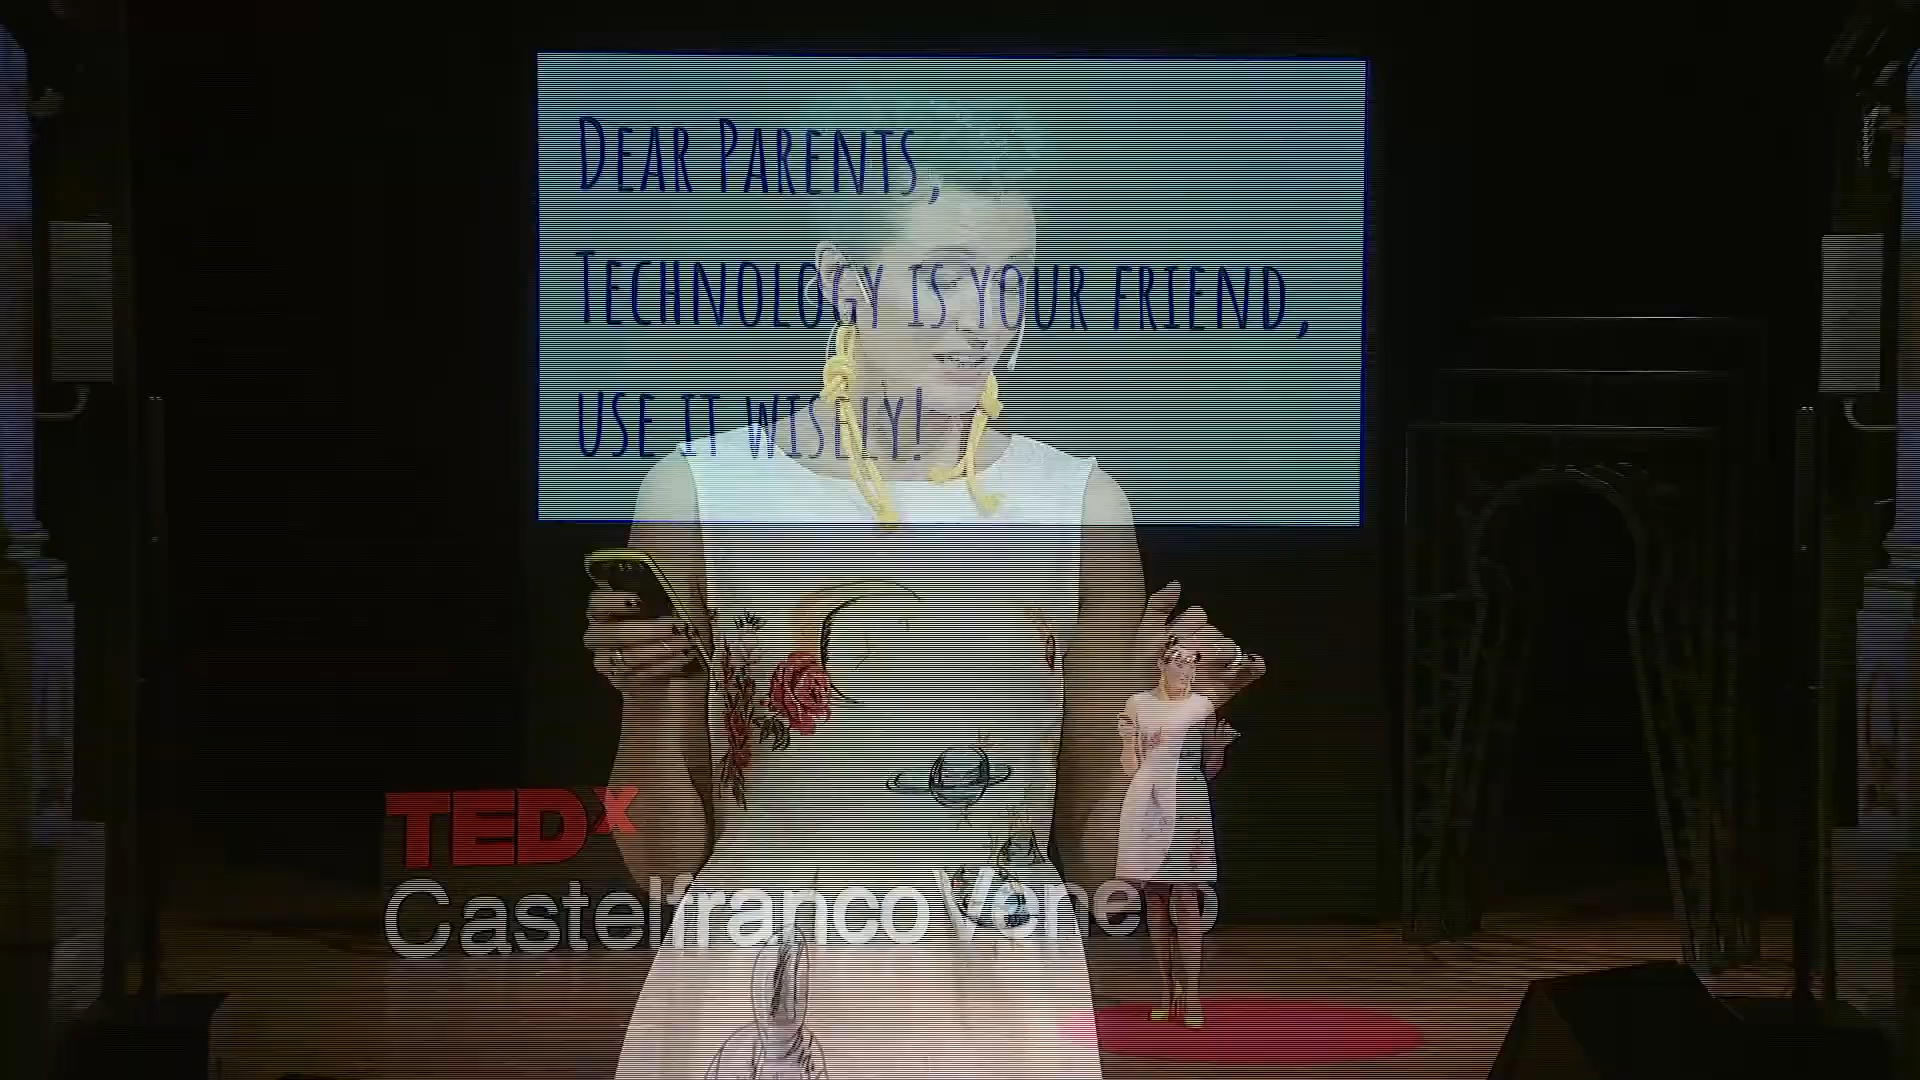 DEAR PARENTS,
TECHNOLOGY IS YOUR FRIEND,
USE IT WISELY!
TEDx
CastelfrancoVeneto